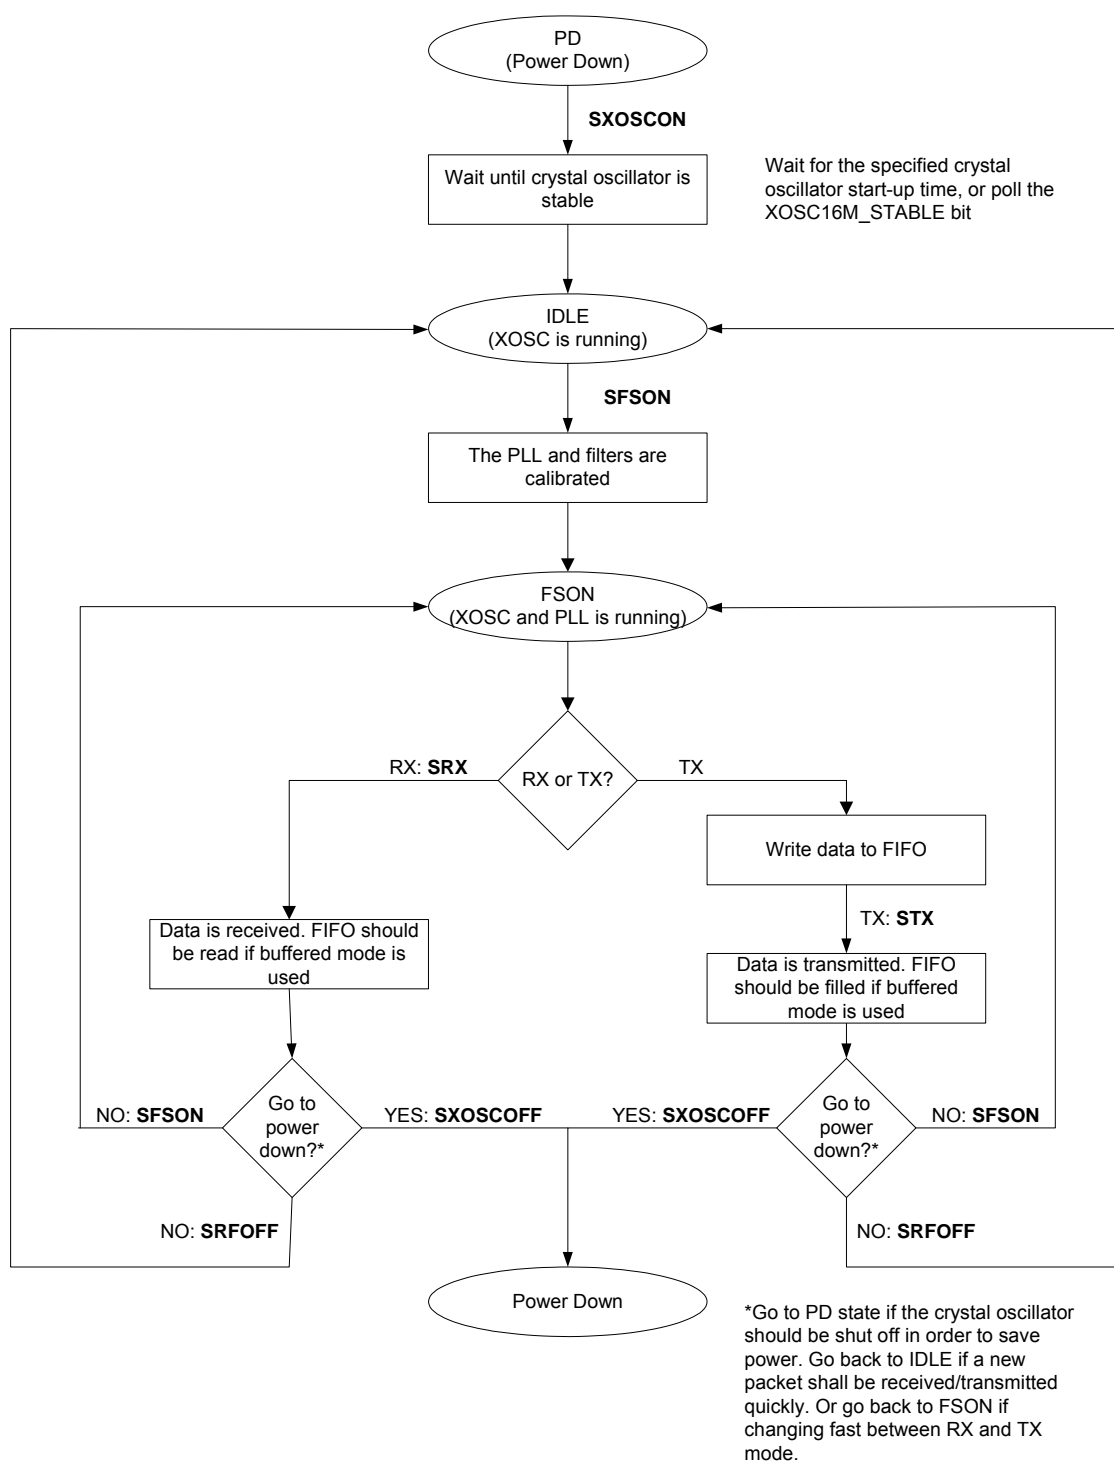 PD
(Power Down)
SXOSCON
Wait until crystal oscillator is
stable
Wait for the specified crystal
oscillator start-up time, or poll the
XOSC16M_STABLE bit
IDLE
(XOSC is running)
SFSON
The PLL and filters are
calibrated
FSON
(XOSC and PLL is running)
RX: SRX
RX or TX?
TX
Write data to FIFO
TX: STX
Data is received. FIFO should
be read if buffered mode is
used
Data is transmitted. FIFO
should be filled if buffered
mode is used
NO: SFSON
Go to
power
down?*
YES: SXOSCOFF
YES: SXOSCOFF
Go to
power
down?*
NO: SFSON
NO: SRFOFF
NO: SRFOFF
Power Down
*Go to PD state if the crystal oscillator
should be shut off in order to save
power. Go back to IDLE if a new
packet shall be received/transmitted
quickly. Or go back to FSON if
changing fast between RX and TX
mode.